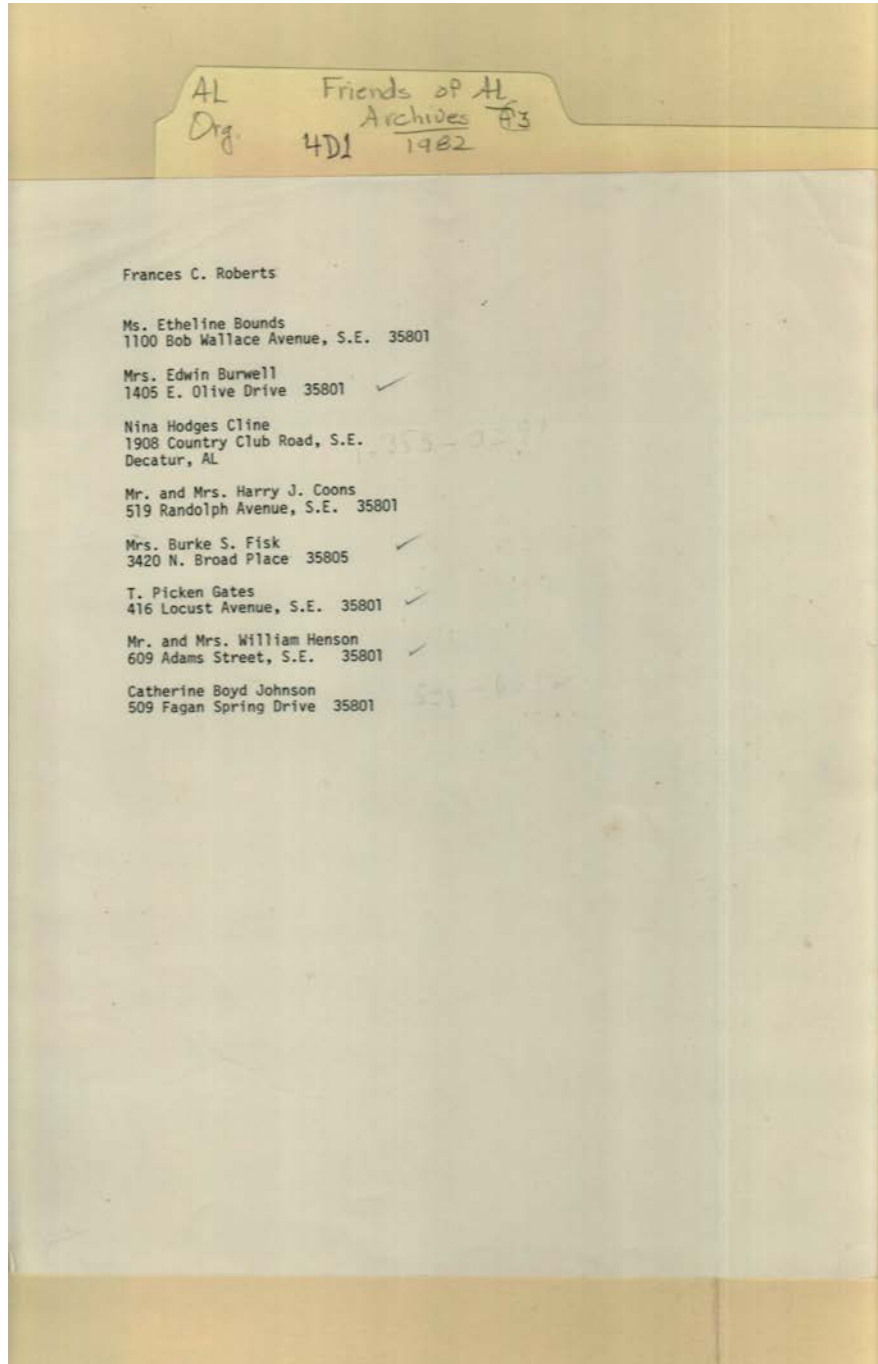 AL Friends of AL
Org. Archives #3
4D1 1982
Frances C. Roberts
Ms. Etheline Bounds
1100 Bob Wallace Avenue, S.E. 35801
Mrs. Edwin Burwell
1405 E. Olive Drive 35801 ✓
Nina Hodges Cline
1908 Country Club Road, S.E.
Decatur, AL
Mr. and Mrs. Harry J. Coons
519 Randolph Avenue, S.E. 35801
Mrs. Burke S. Fisk ✓
3420 N. Broad Place 35805
T. Picken Gates
416 Locust Avenue, S.E. 35801 ✓
Mr. and Mrs. William Henson
609 Adams Street, S.E. 35801 ✓
Catherine Boyd Johnson
509 Fagan Spring Drive 35801